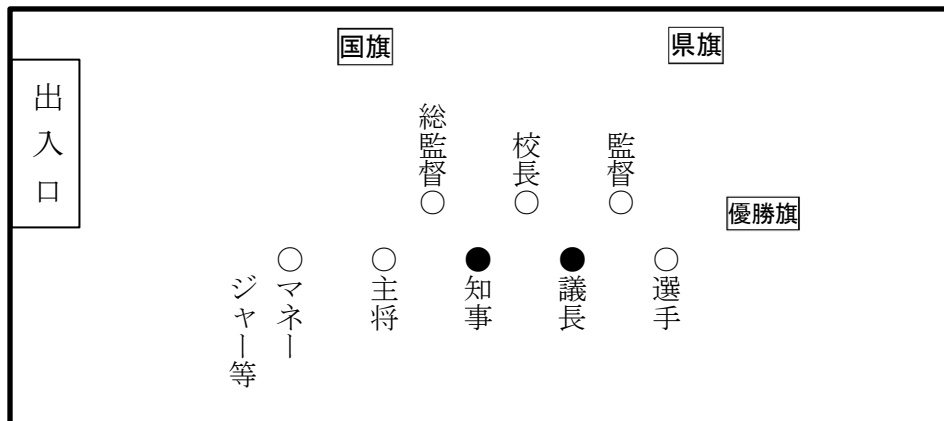 国旗
県旗
出入口
総監督○
校長○
監督○
優勝旗
○マネー
ジャー等
○主将
●知事
●議長
○選手